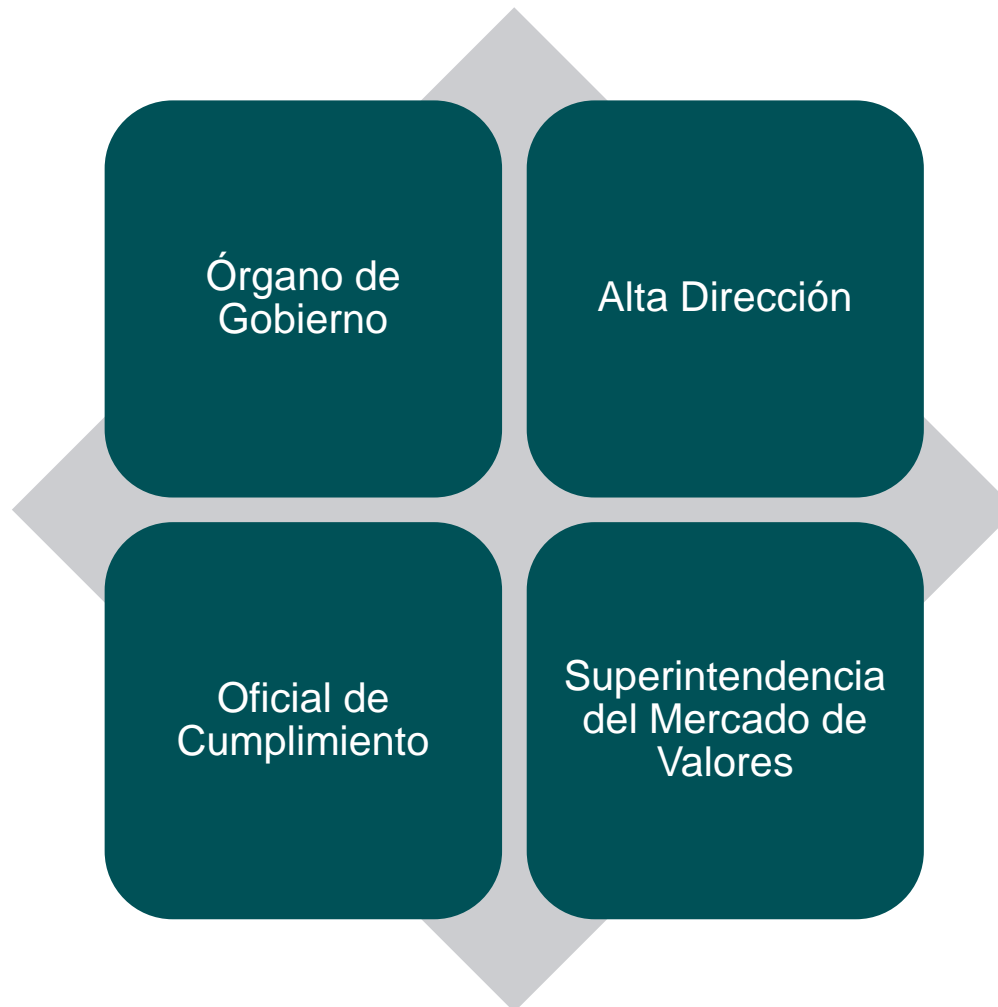 Órgano de
Gobierno
Alta Dirección
Oficial de
Cumplimiento
Superintendencia
del Mercado de
Valores